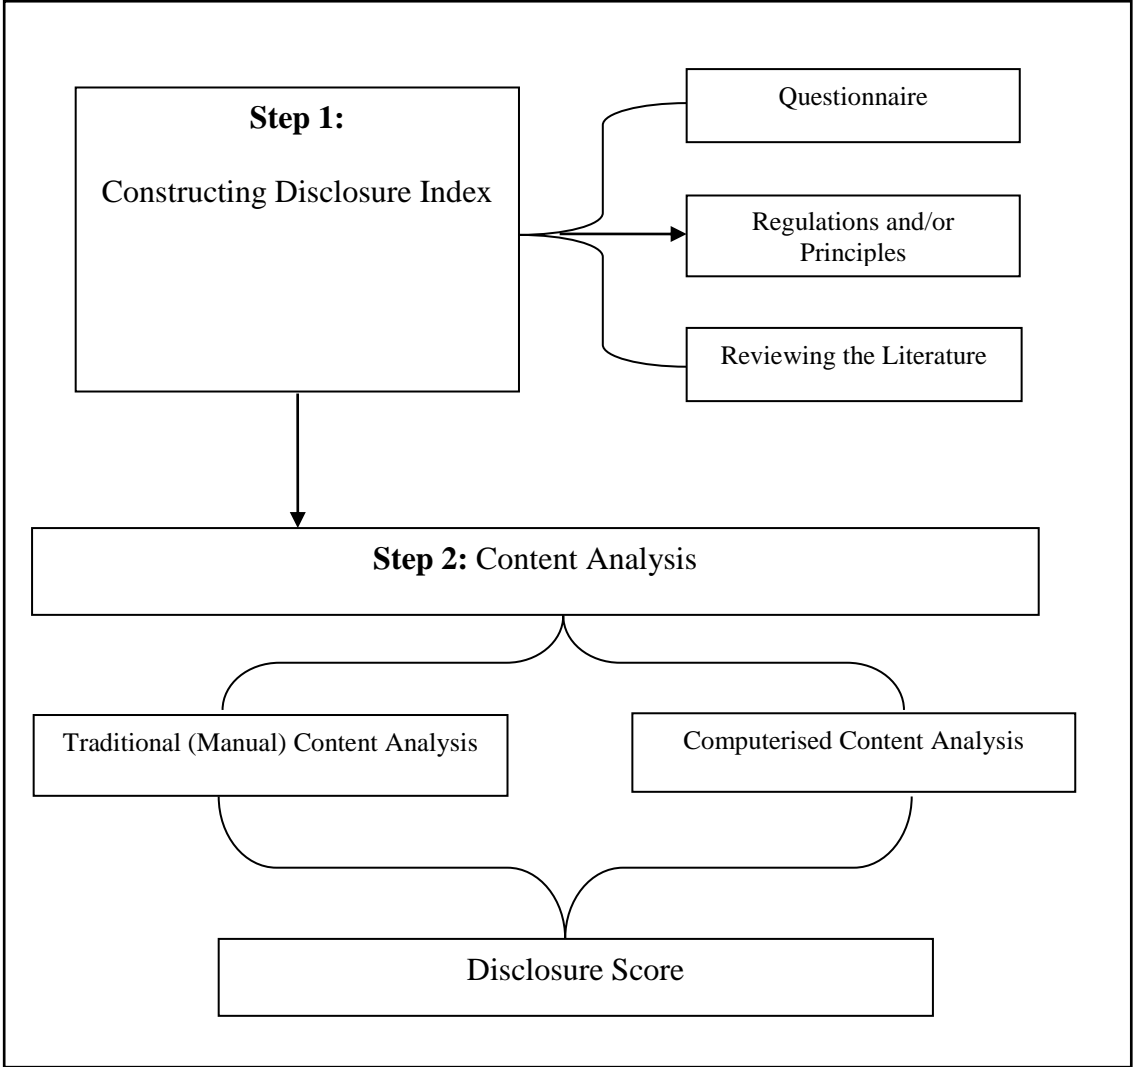 Step 1:
Constructing Disclosure Index
Questionnaire
Regulations and/or
Principles
Reviewing the Literature
Step 2: Content Analysis
Traditional (Manual) Content Analysis
Computerised Content Analysis
Disclosure Score